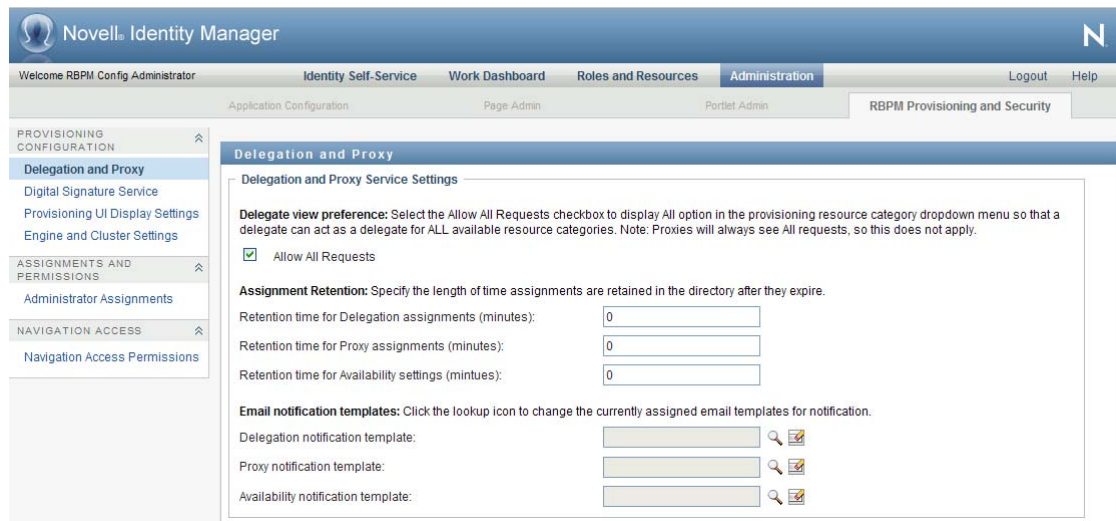 Novell® Identity Manager
N
Welcome RBPM Config Administrator
Identity Self-Service
Work Dashboard
Roles and Resources
Administration
Logout
Help
Application Configuration
Page Admin
Portlet Admin
RBPM Provisioning and Security
PROVISIONING
CONFIGURATION
Delegation and Proxy
Digital Signature Service
Provisioning UI Display Settings
Engine and Cluster Settings
ASSIGNMENTS AND
PERMISSIONS
Administrator Assignments
NAVIGATION ACCESS
Navigation Access Permissions
Delegation and Proxy
Delegation and Proxy Service Settings
Delegate view preference: Select the Allow All Requests checkbox to display All option in the provisioning resource category dropdown menu so that a
delegate can act as a delegate for ALL available resource categories. Note: Proxies will always see All requests, so this does not apply.
Allow All Requests
Assignment Retention: Specify the length of time assignments are retained in the directory after they expire.
Retention time for Delegation assignments (minutes): 0
Retention time for Proxy assignments (minutes): 0
Retention time for Availability settings (mintues): 0
Email notification templates: Click the lookup icon to change the currently assigned email templates for notification.
Delegation notification template:
Proxy notification template:
Availability notification template: